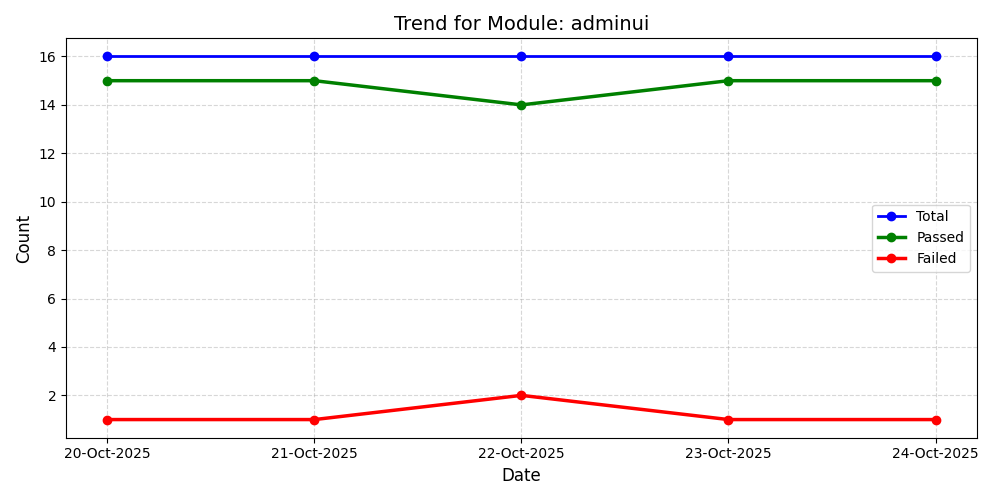 Trend for Module: adminui
16
14
12
10
8
6
4
2
Count
Total
Passed
Failed
20-Oct-2025
21-Oct-2025
22-Oct-2025
23-Oct-2025
24-Oct-2025
Date